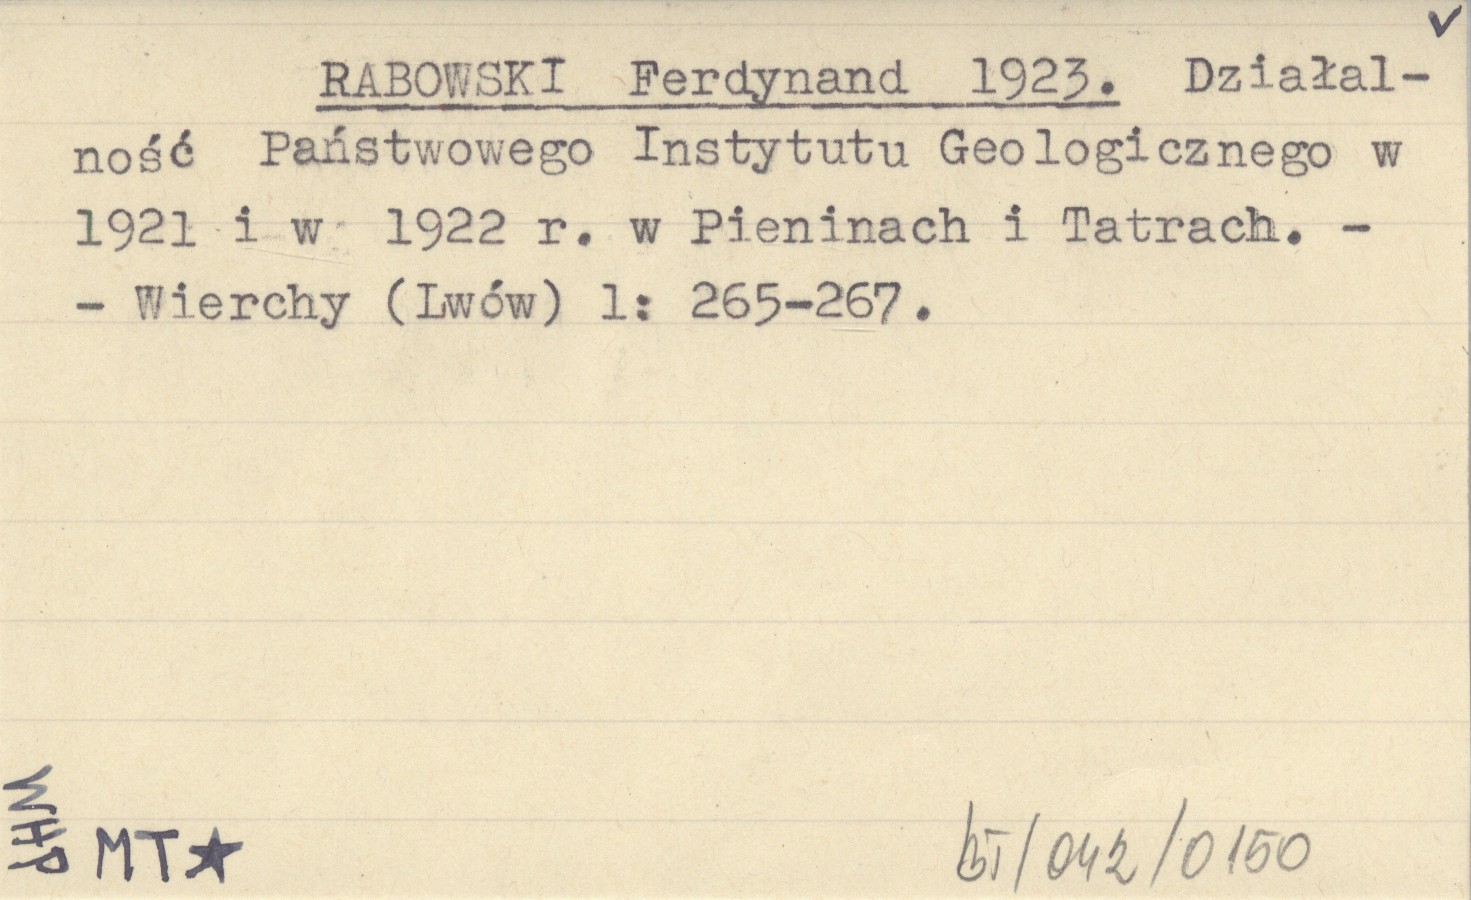 ✓
RABOWSKI Ferdynand 1923. Działal-
ność Państwowego Instytutu Geologicznego w
1921 i w 1922 r. w Pieninach i Tatrach. -
- Wierchy (Lwów) 1: 265-267.
WHP
MT★
bT/042/0150